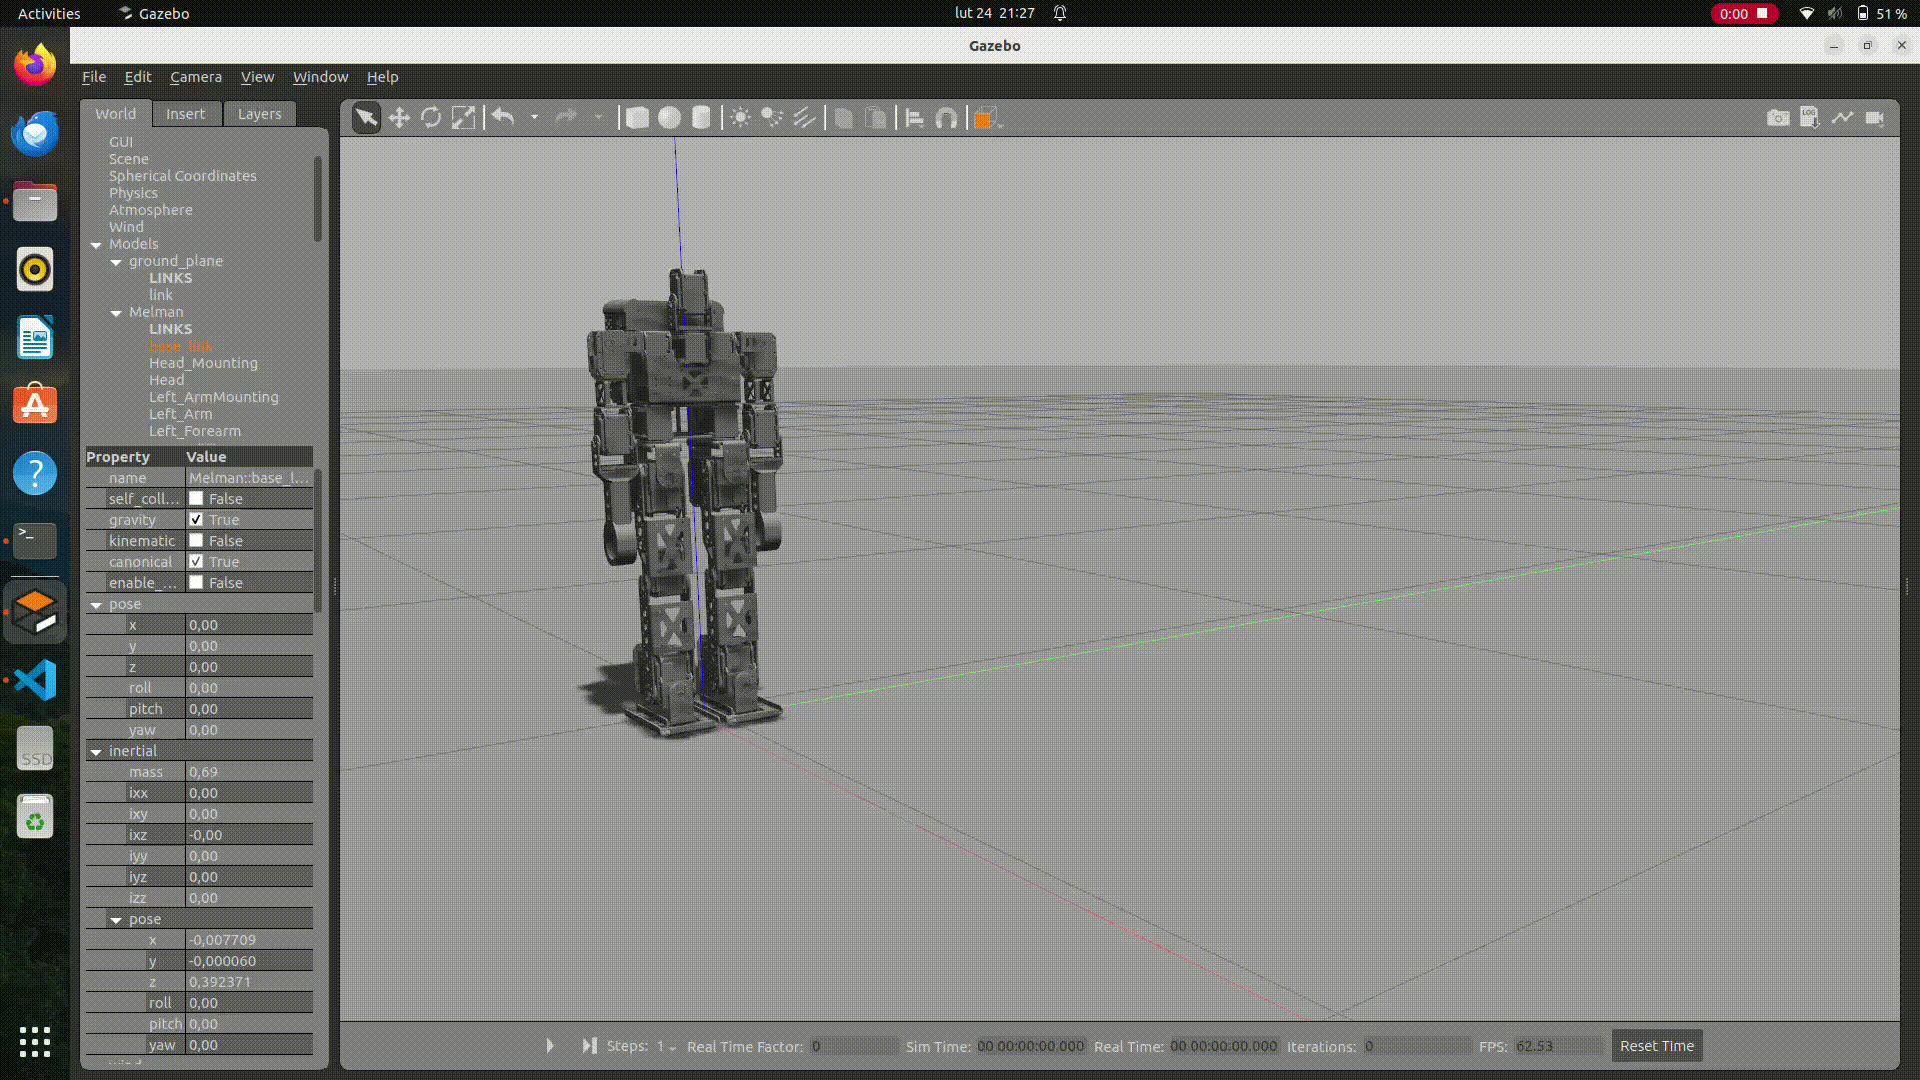 Activities
Gazebo
lut 24 21:27
0:00
51 %
Gazebo
File Edit Camera View Window Help
World Insert Layers
GUI
Scene
Spherical Coordinates
Physics
Atmosphere
Wind
Models
ground_plane
LINKS
link
Melman
LINKS
base_link
Head_Mounting
Head
Left_ArmMounting
Left_Arm
Left_Forearm
Property Value
name Melman::base_l...
self_coll... False
gravity True
kinematic False
canonical True
enable_... False
pose
x 0,00
y 0,00
z 0,00
roll 0,00
pitch 0,00
yaw 0,00
inertial
mass 0,69
ixx 0,00
ixy 0,00
ixz -0,00
iyy 0,00
iyz 0,00
izz 0,00
pose
x -0,007709
y -0,000060
z 0,392371
roll 0,00
pitch 0,00
yaw 0,00
LOG
SSD
Steps: 1 Real Time Factor: 0 Sim Time: 00 00:00:00.000 Real Time: 00 00:00:00.000 Iterations: 0 FPS: 62.53 Reset Time